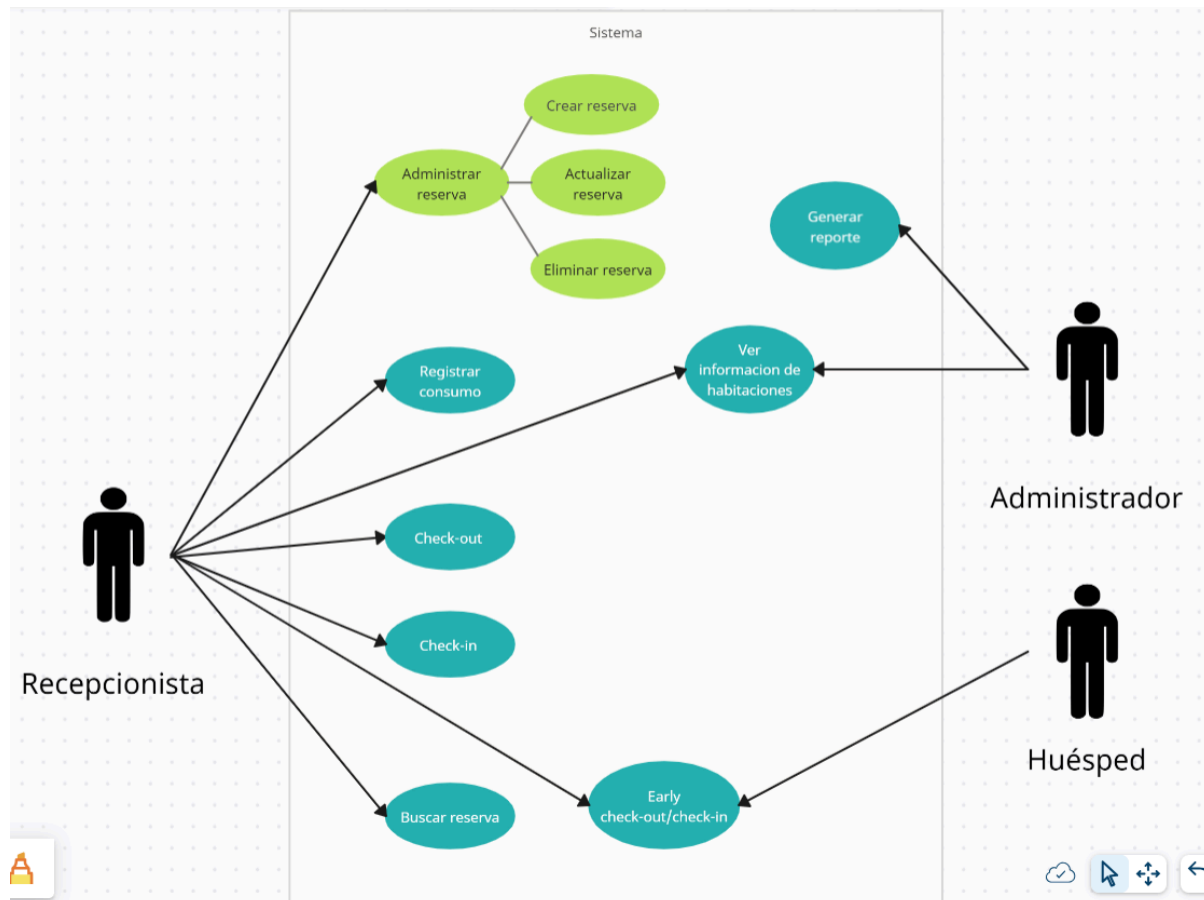 Sistema
Crear reserva
Administrar
reserva
Actualizar
reserva
Eliminar reserva
Generar
reporte
Registrar
consumo
Ver
informacion de
habitaciones
Administrador
Check-out
Check-in
Recepcionista
Huésped
Buscar reserva
Early
check-out/check-in